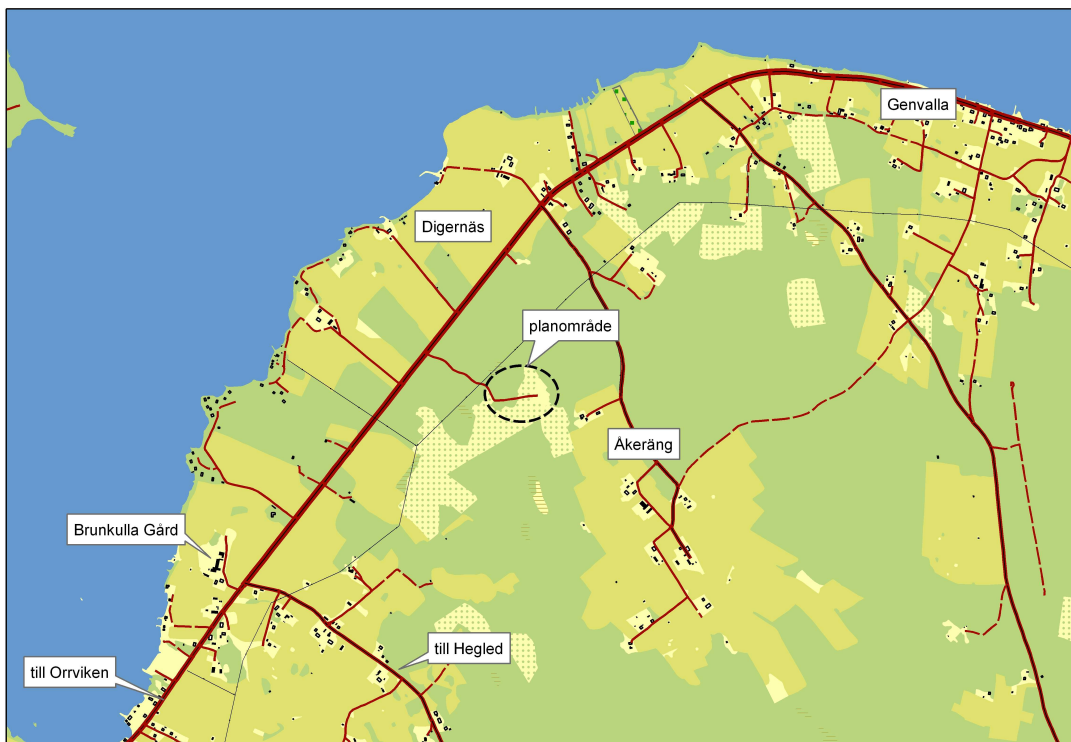 Genvalla
Digernäs
planområde
Åkeräng
Brunkulla Gård
till Hegled
till Orrviken